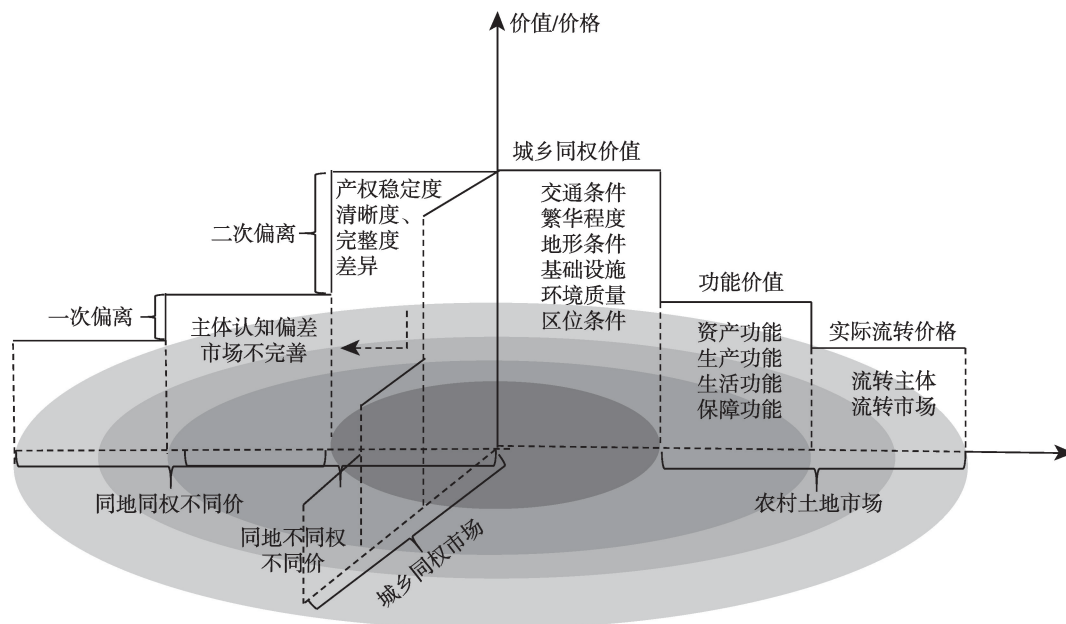 价值/价格
城乡同权价值
交通条件
繁华程度
地形条件
基础设施
环境质量
区位条件
产权稳定度
清晰度、
完整度
差异
二次偏离
一次偏离
主体认知偏差
市场不完善
功能价值
资产功能
生产功能
生活功能
保障功能
实际流转价格
流转主体
流转市场
同地同权不同价
同地不同权
不同价
城乡同权市场
农村土地市场